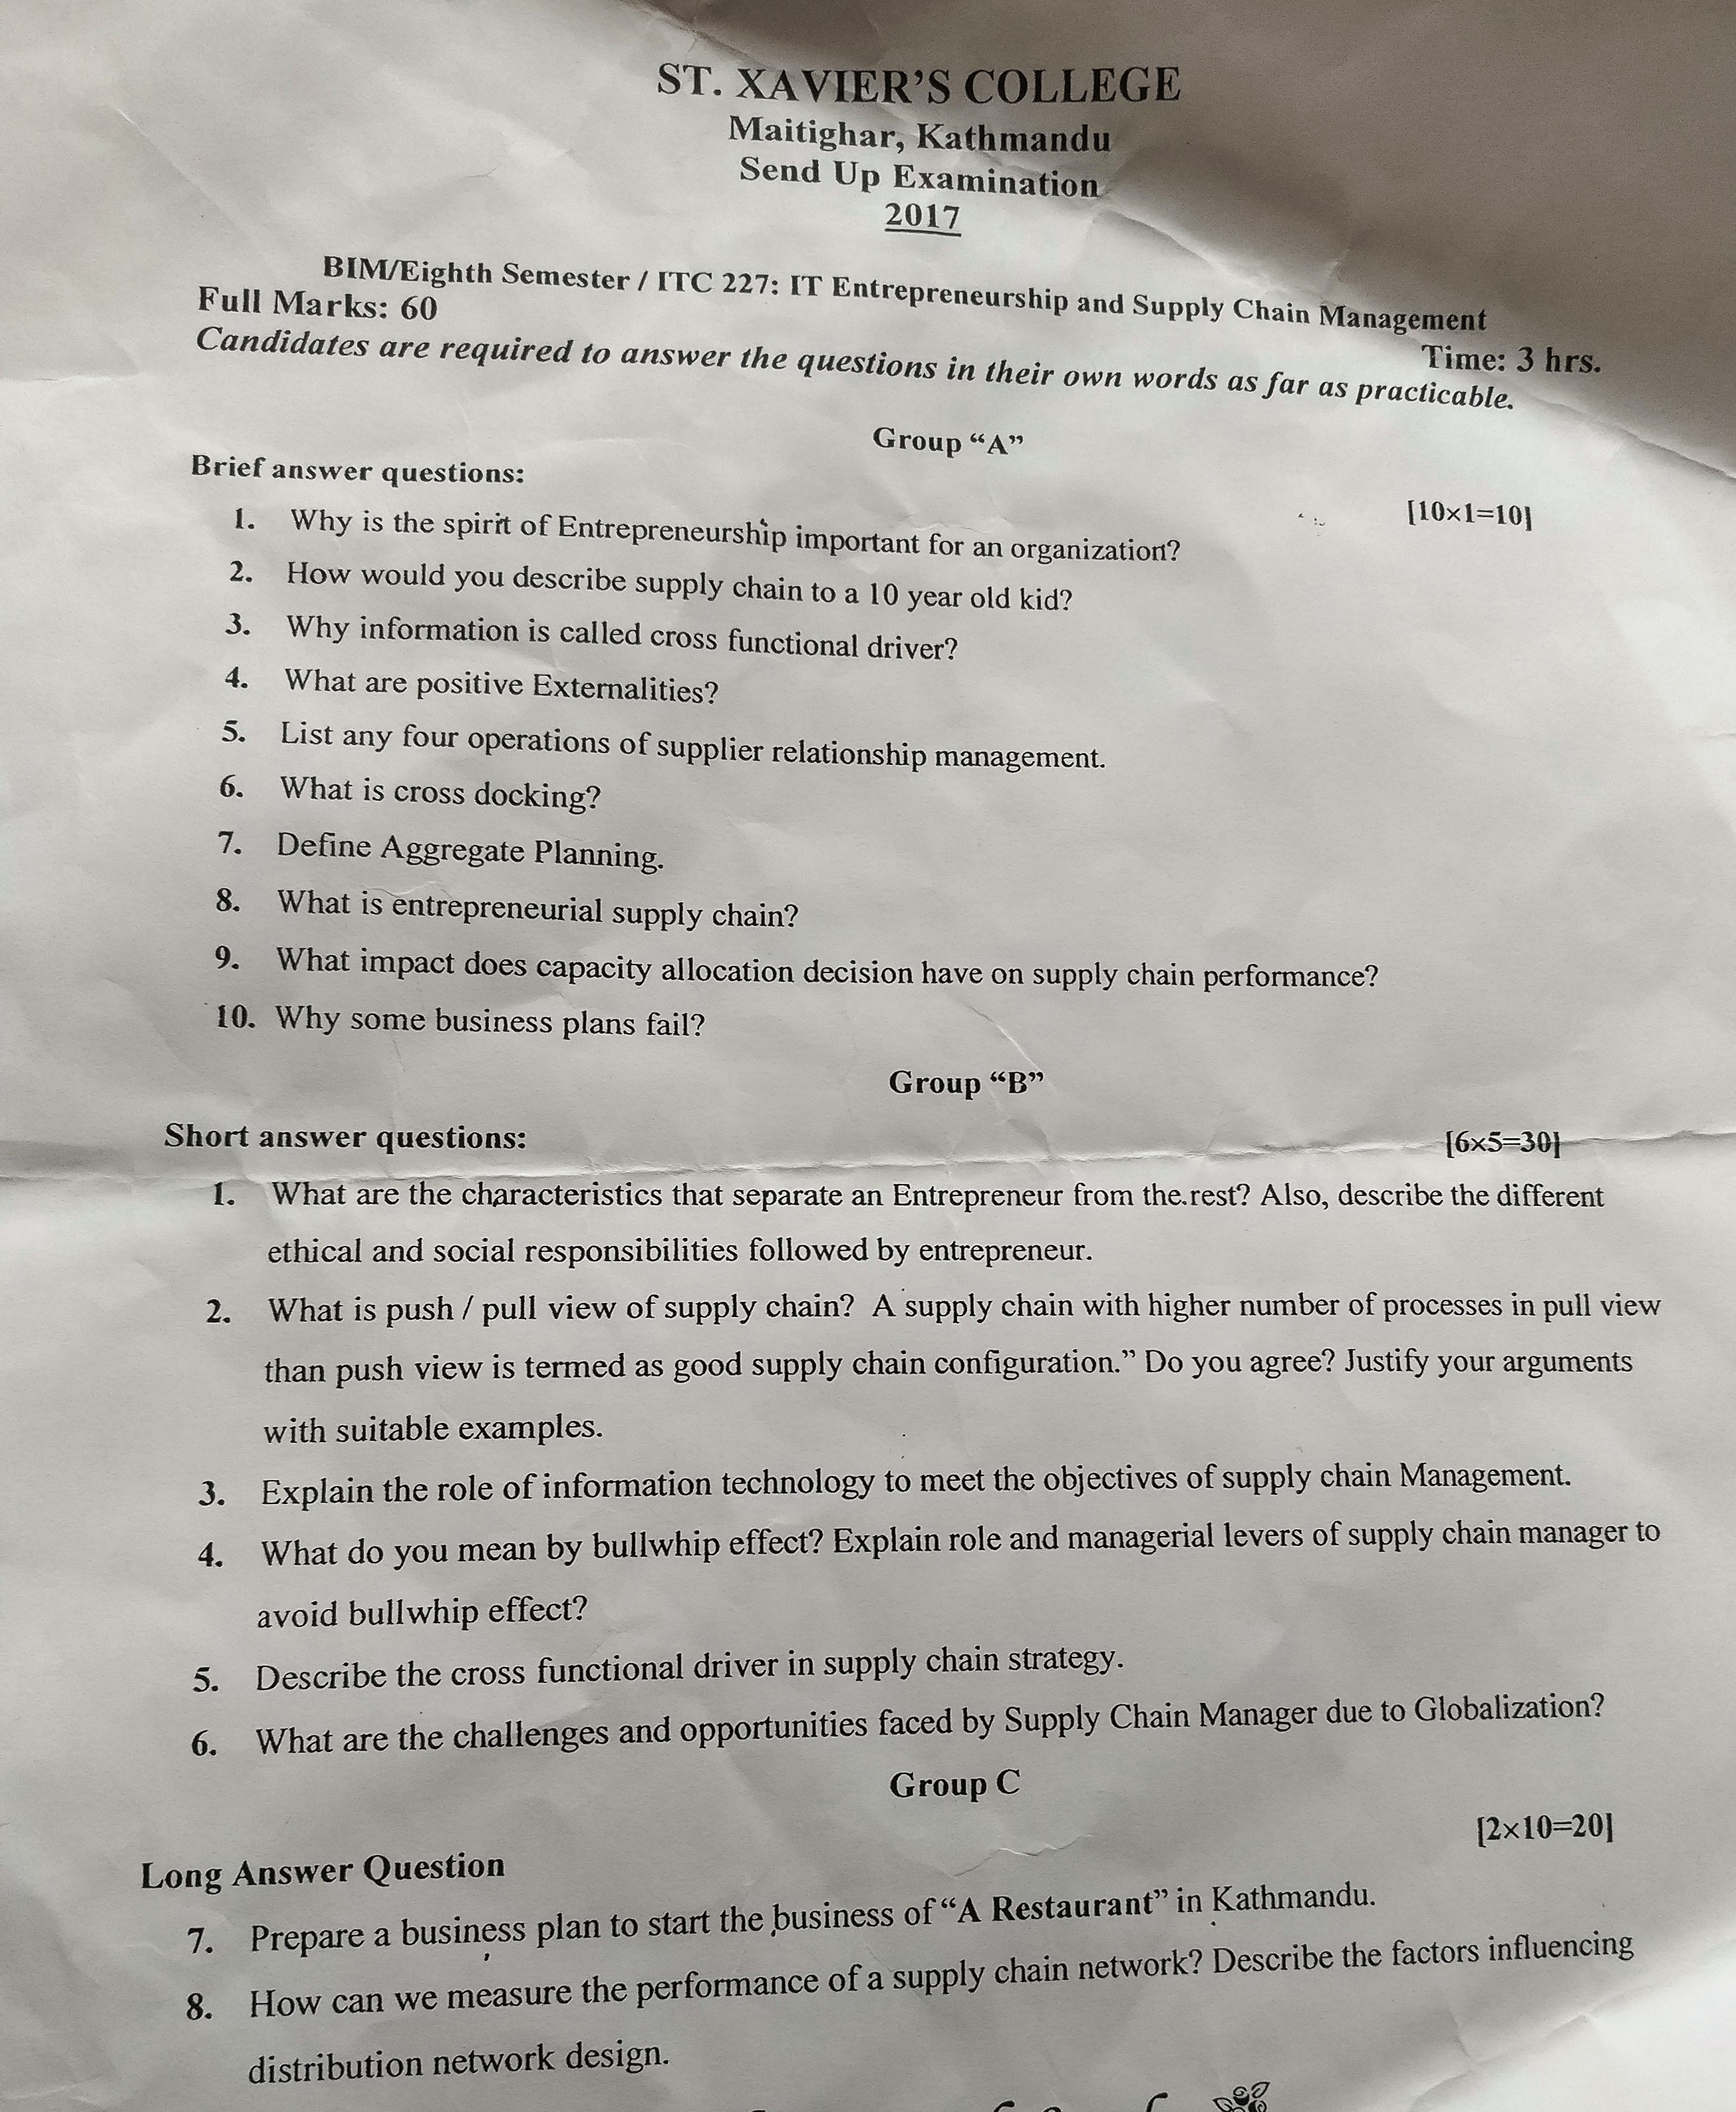 ST. XAVIER'S COLLEGE
Maitighar, Kathmandu
Send Up Examination
2017
BIM/Eighth Semester / ITC 227: IT Entrepreneurship and Supply Chain Management
Full Marks: 60
Time: 3 hrs.
Candidates are required to answer the questions in their own words as far as practicable.
Group “A”
Brief answer questions:
[10×1=10]
1. Why is the spirit of Entrepreneurship important for an organization?
2. How would you describe supply chain to a 10 year old kid?
3. Why information is called cross functional driver?
4. What are positive Externalities?
5. List any four operations of supplier relationship management.
6. What is cross docking?
7. Define Aggregate Planning.
8. What is entrepreneurial supply chain?
9. What impact does capacity allocation decision have on supply chain performance?
10. Why some business plans fail?
Group “B”
Short answer questions:
[6×5=30]
1. What are the characteristics that separate an Entrepreneur from the rest? Also, describe the different
ethical and social responsibilities followed by entrepreneur.
2. What is push / pull view of supply chain? A supply chain with higher number of processes in pull view
than push view is termed as good supply chain configuration.” Do you agree? Justify your arguments
with suitable examples.
3. Explain the role of information technology to meet the objectives of supply chain Management.
4. What do you mean by bullwhip effect? Explain role and managerial levers of supply chain manager to
avoid bullwhip effect?
5. Describe the cross functional driver in supply chain strategy.
6. What are the challenges and opportunities faced by Supply Chain Manager due to Globalization?
Group C
[2×10=20]
Long Answer Question
7. Prepare a business plan to start the business of “A Restaurant” in Kathmandu.
8. How can we measure the performance of a supply chain network? Describe the factors influencing
distribution network design.